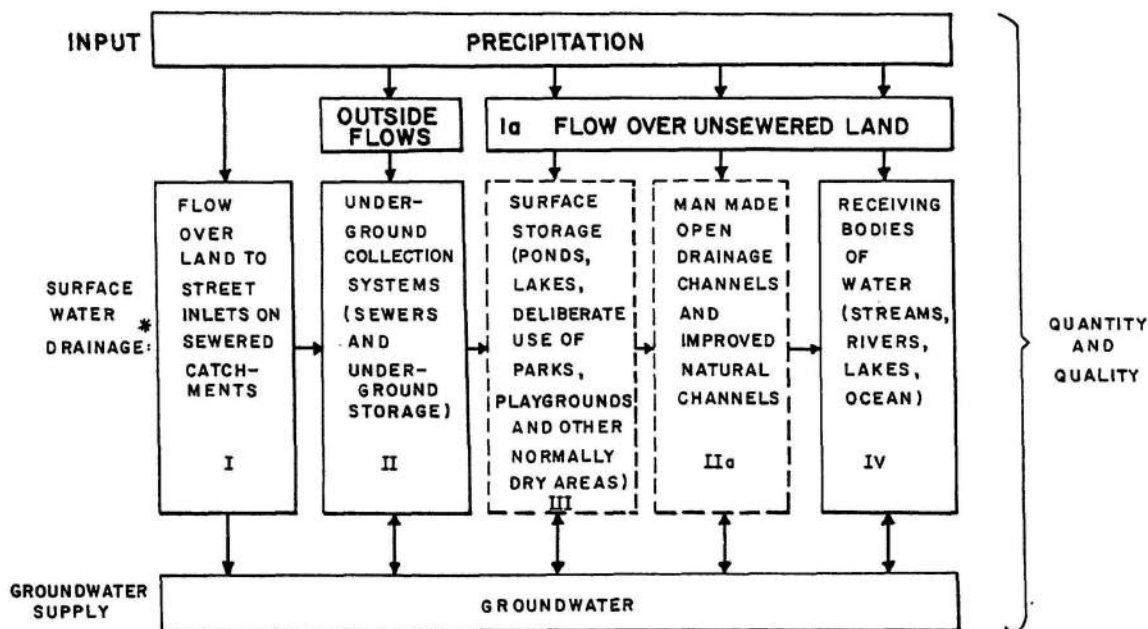 INPUT
PRECIPITATION
OUTSIDE
FLOWS
Ia FLOW OVER UNSEWERED LAND
SURFACE
WATER *
DRAINAGE:
FLOW
OVER
LAND TO
STREET
INLETS ON
SEWERED
CATCH-
MENTS
I
UNDER-
GROUND
COLLECTION
SYSTEMS
(SEWERS
AND
UNDER-
GROUND
STORAGE)
II
SURFACE
STORAGE
(PONDS,
LAKES,
DELIBERATE
USE OF
PARKS,
PLAYGROUNDS
AND OTHER
NORMALLY
DRY AREAS)
III
MAN MADE
OPEN
DRAINAGE
CHANNELS
AND
IMPROVED
NATURAL
CHANNELS
IIa
RECEIVING
BODIES
OF
WATER
(STREAMS,
RIVERS,
LAKES,
OCEAN)
IV
QUANTITY
AND
QUALITY
GROUNDWATER
SUPPLY
GROUNDWATER